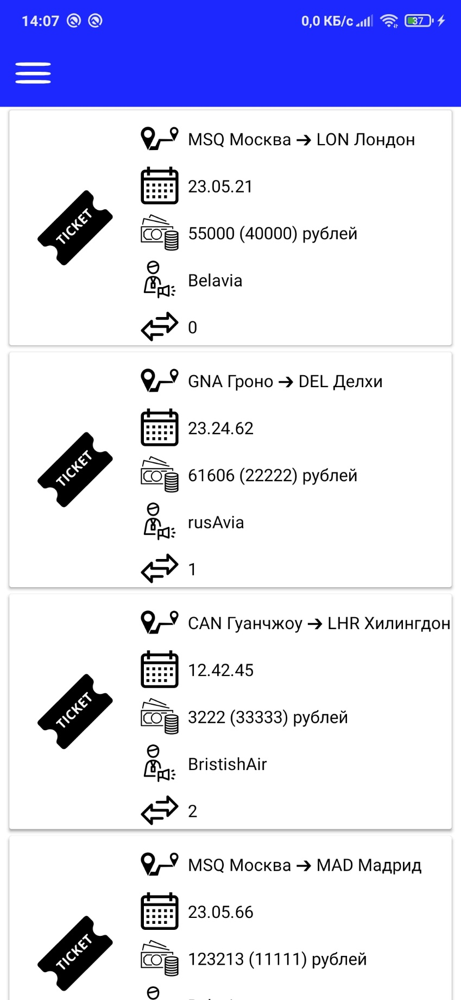 14:07 0,0 КБ/с 37
MSQ Москва → LON Лондон
23.05.21
TICKET
55000 (40000) рублей
Belavia
0
GNA Гроно → DEL Делхи
23.24.62
TICKET
61606 (22222) рублей
rusAvia
1
CAN Гуанчжоу → LHR Хилингдон
12.42.45
TICKET
3222 (33333) рублей
BristishAir
2
MSQ Москва → MAD Мадрид
23.05.66
TICKET
123213 (11111) рублей